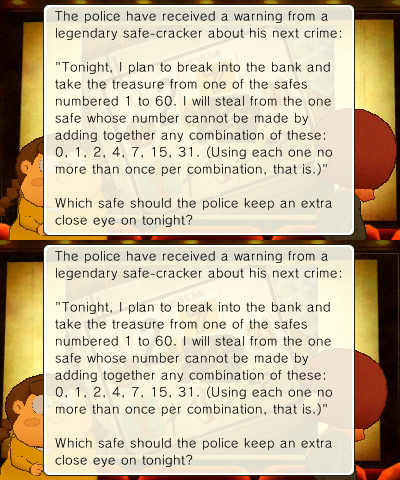 The police have received a warning from a
legendary safe-cracker about his next crime:
"Tonight, I plan to break into the bank and
take the treasure from one of the safes
numbered 1 to 60. I will steal from the one
safe whose number cannot be made by
adding together any combination of these:
0, 1, 2, 4, 7, 15, 31. (Using each one no
more than once per combination, that is.)"
Which safe should the police keep an extra
close eye on tonight?
The police have received a warning from a
legendary safe-cracker about his next crime:
"Tonight, I plan to break into the bank and
take the treasure from one of the safes
numbered 1 to 60. I will steal from the one
safe whose number cannot be made by
adding together any combination of these:
0, 1, 2, 4, 7, 15, 31. (Using each one no
more than once per combination, that is.)"
Which safe should the police keep an extra
close eye on tonight?